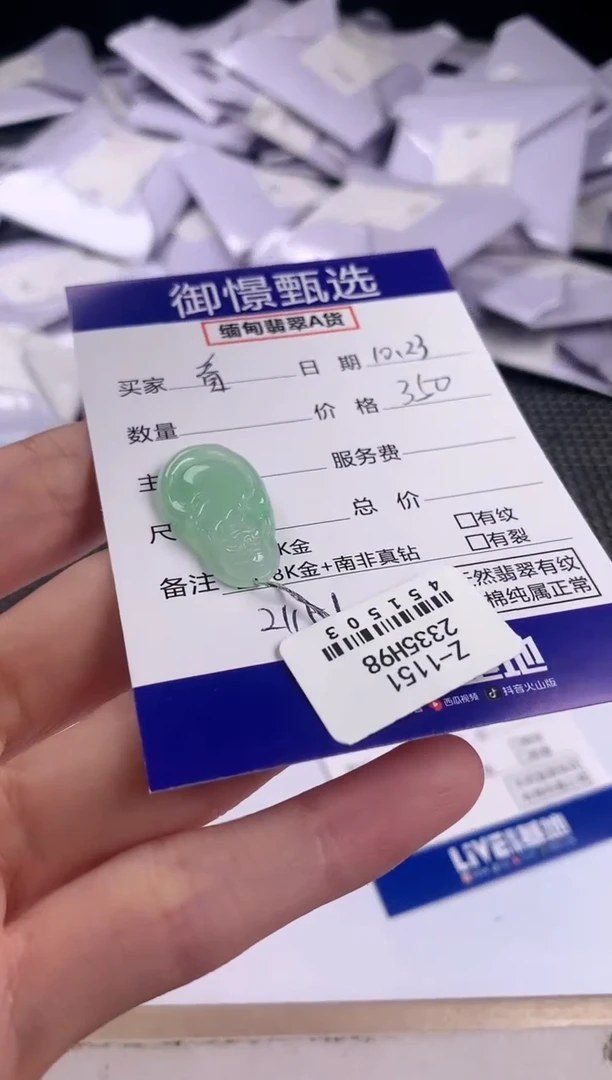 御憬甄选
缅甸翡翠A货
买家 日 期 10.23
数量 价 格 350
主 服务费
尺 总 价
K金 □有纹
8K金+南非真钻 □有裂
备注 然翡翠有纹
棉纯属正常
451503
2335H98
Z-1151
西瓜视频 抖音火山版
LIVE